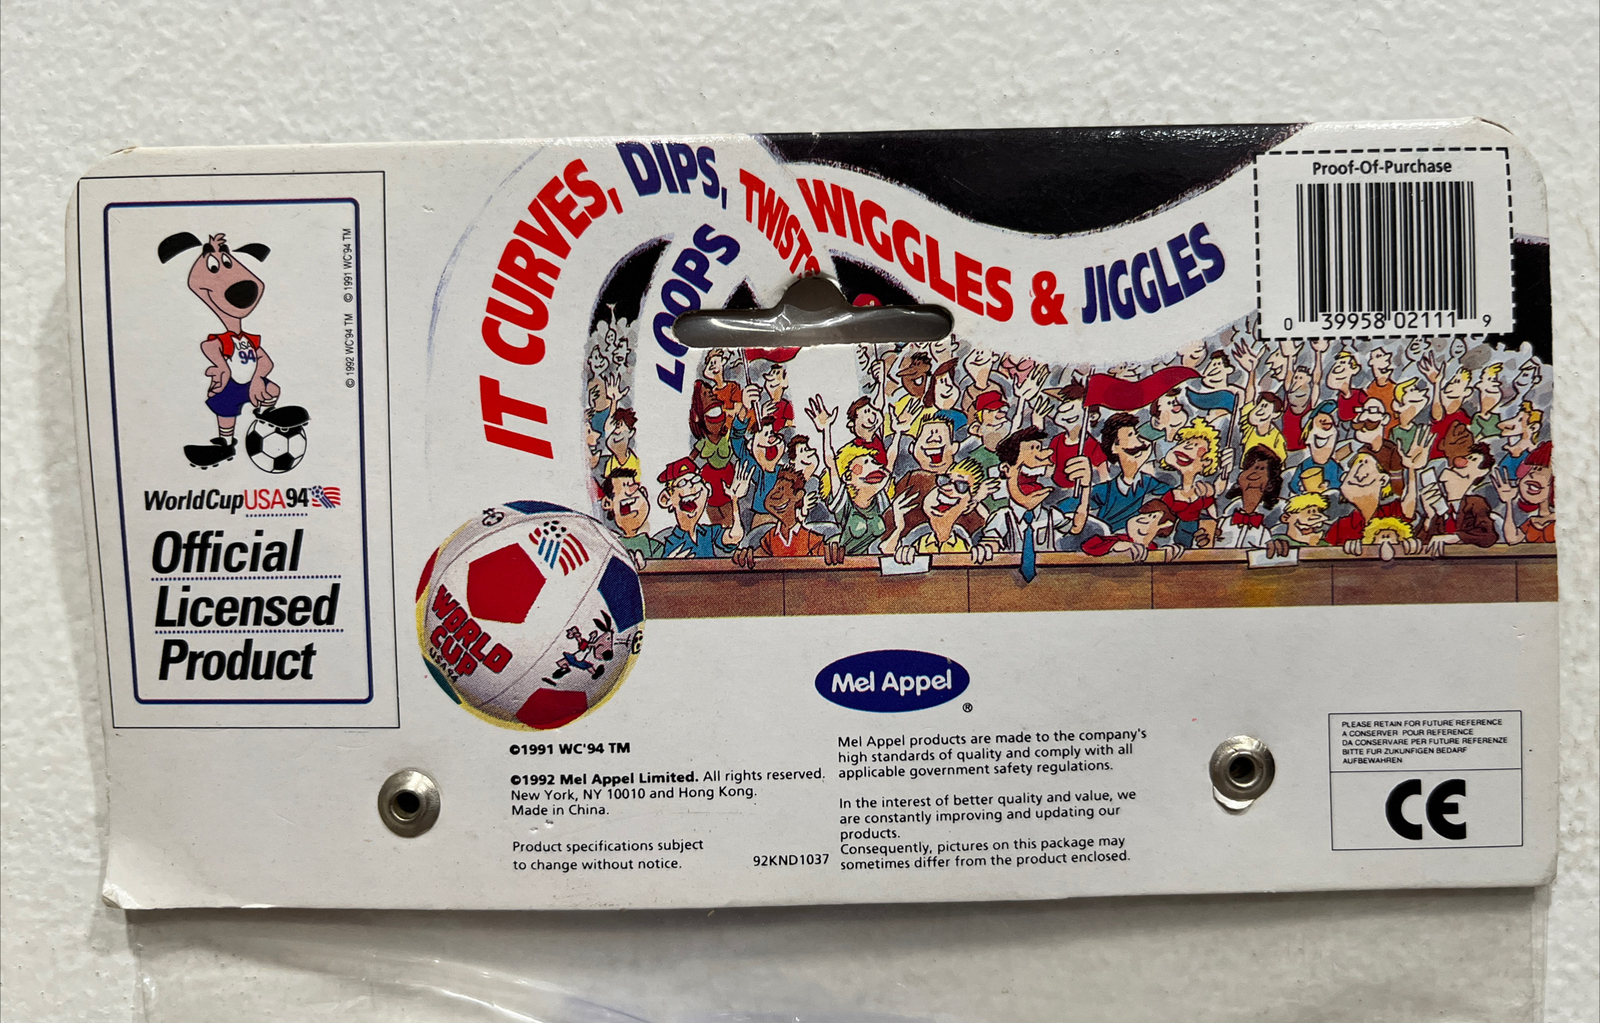 IT CURVES, DIPS, TWISTS
LOOPS
WIGGLES & JIGGLES
Proof-Of-Purchase
0 39958 02111 9
USA
94
©1991 WC'94 TM
©1992 WC'94 TM
WorldCupUSA94
Official
Licensed
Product
WORLD
CUP
USA 94
Mel Appel
®
©1991 WC'94 TM
©1992 Mel Appel Limited. All rights reserved.
New York, NY 10010 and Hong Kong.
Made in China.
Product specifications subject
to change without notice.
92KND1037
Mel Appel products are made to the company's
high standards of quality and comply with all
applicable government safety regulations.
In the interest of better quality and value, we
are constantly improving and updating our
products.
Consequently, pictures on this package may
sometimes differ from the product enclosed.
PLEASE RETAIN FOR FUTURE REFERENCE
A CONSERVER POUR REFERENCE
DA CONSERVARE PER FUTURE REFERENZE
BITTE FUR ZUKUNFIGEN BEDARF
AUFBEWAHREN
CE